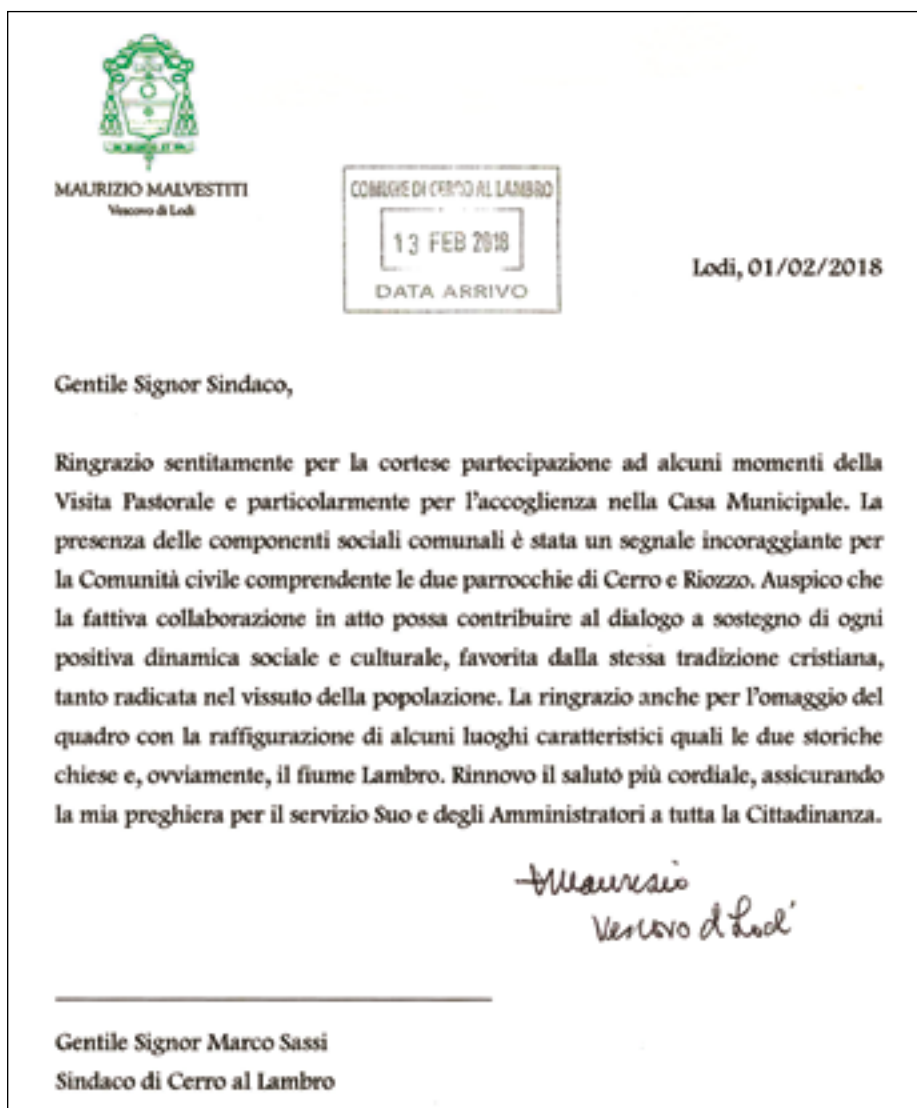 MAURIZIO MALVESTITI
Vescovo di Lodi
COMUNE DI CERRO AL LAMBRO
13 FEB 2018
DATA ARRIVO
Lodi, 01/02/2018
Gentile Signor Sindaco,
Ringrazio sentitamente per la cortese partecipazione ad alcuni momenti della
Visita Pastorale e particolarmente per l'accoglienza nella Casa Municipale. La
presenza delle componenti sociali comunali è stata un segnale incoraggiante per
la Comunità civile comprendente le due parrocchie di Cerro e Riozzo. Auspico che
la fattiva collaborazione in atto possa contribuire al dialogo a sostegno di ogni
positiva dinamica sociale e culturale, favorita dalla stessa tradizione cristiana,
tanto radicata nel vissuto della popolazione. La ringrazio anche per l'omaggio del
quadro con la raffigurazione di alcuni luoghi caratteristici quali le due storiche
chiese e, ovviamente, il fiume Lambro. Rinnovo il saluto più cordiale, assicurando
la mia preghiera per il servizio Suo e degli Amministratori a tutta la Cittadinanza.
+ Maurizio
Vescovo di Lodi
Gentile Signor Marco Sassi
Sindaco di Cerro al Lambro